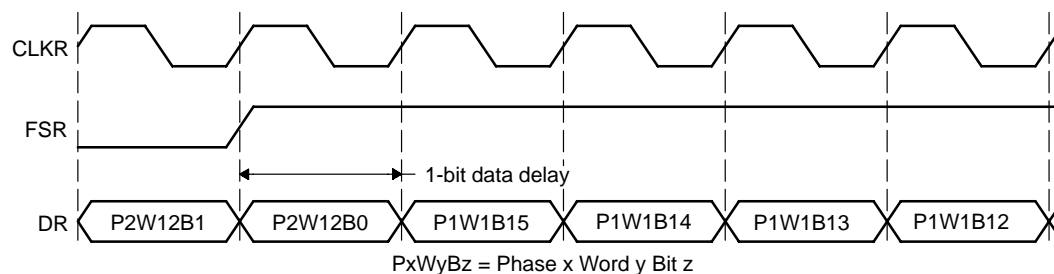 CLKR
FSR
1-bit data delay
DR P2W12B1 P2W12B0 P1W1B15 P1W1B14 P1W1B13 P1W1B12
PxWyBz = Phase x Word y Bit z